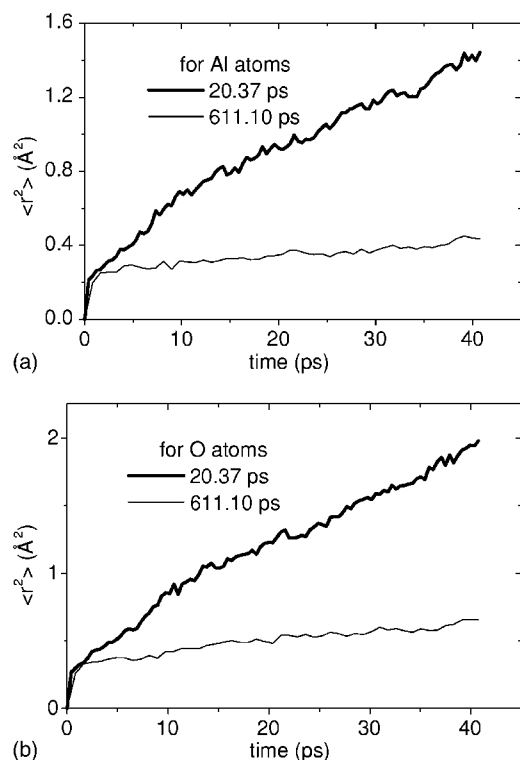 1.6
for Al atoms
20.37 ps
611.10 ps
1.2
0.8
0.4
0.0
<r²> (Å²)
0 10 20 30 40
(a) time (ps)
2
for O atoms
20.37 ps
611.10 ps
1
0
<r²> (Å²)
0 10 20 30 40
(b) time (ps)